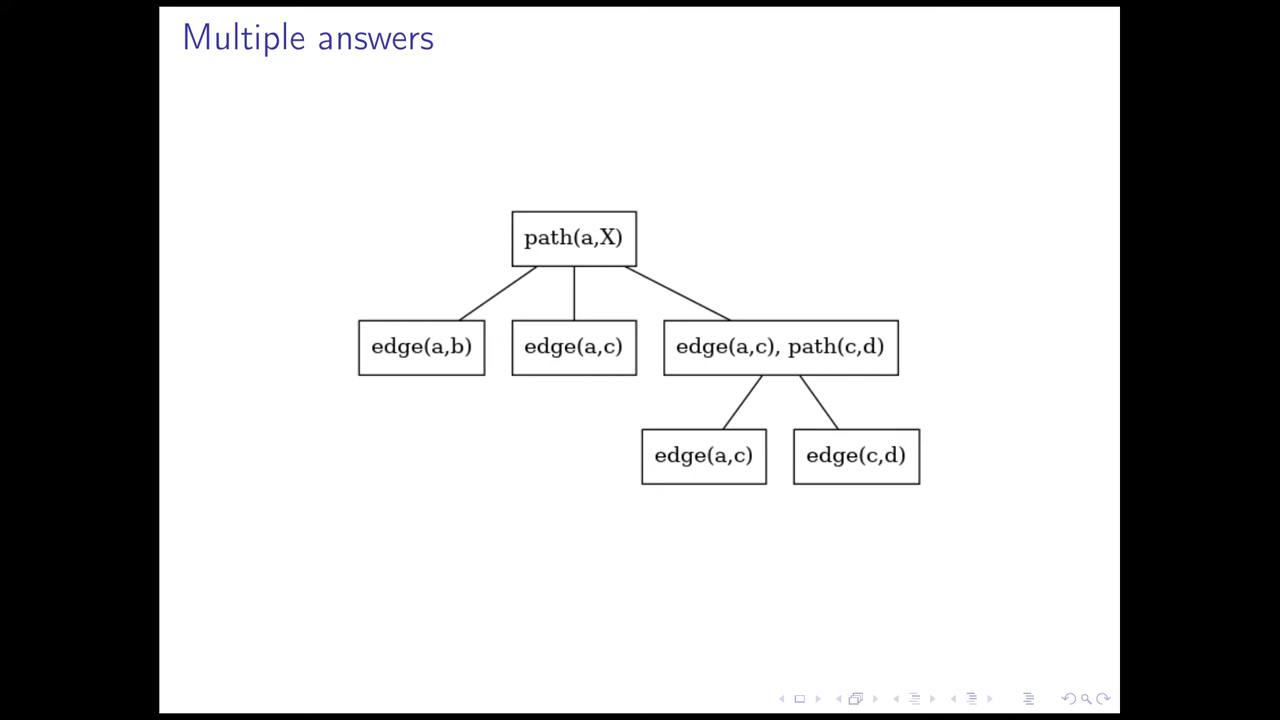 Multiple answers
path(a,X)
edge(a,b)
edge(a,c)
edge(a,c), path(c,d)
edge(a,c)
edge(c,d)